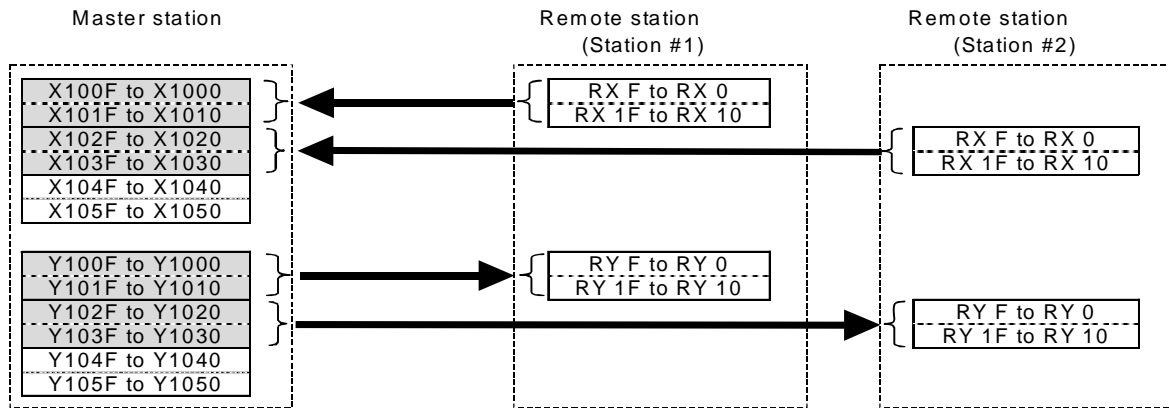 Master station
Remote station
(Station #1)
Remote station
(Station #2)
X100F to X1000
X101F to X1010
X102F to X1020
X103F to X1030
X104F to X1040
X105F to X1050
RX F to RX 0
RX 1F to RX 10
RX F to RX 0
RX 1F to RX 10
Y100F to Y1000
Y101F to Y1010
Y102F to Y1020
Y103F to Y1030
Y104F to Y1040
Y105F to Y1050
RY F to RY 0
RY 1F to RY 10
RY F to RY 0
RY 1F to RY 10